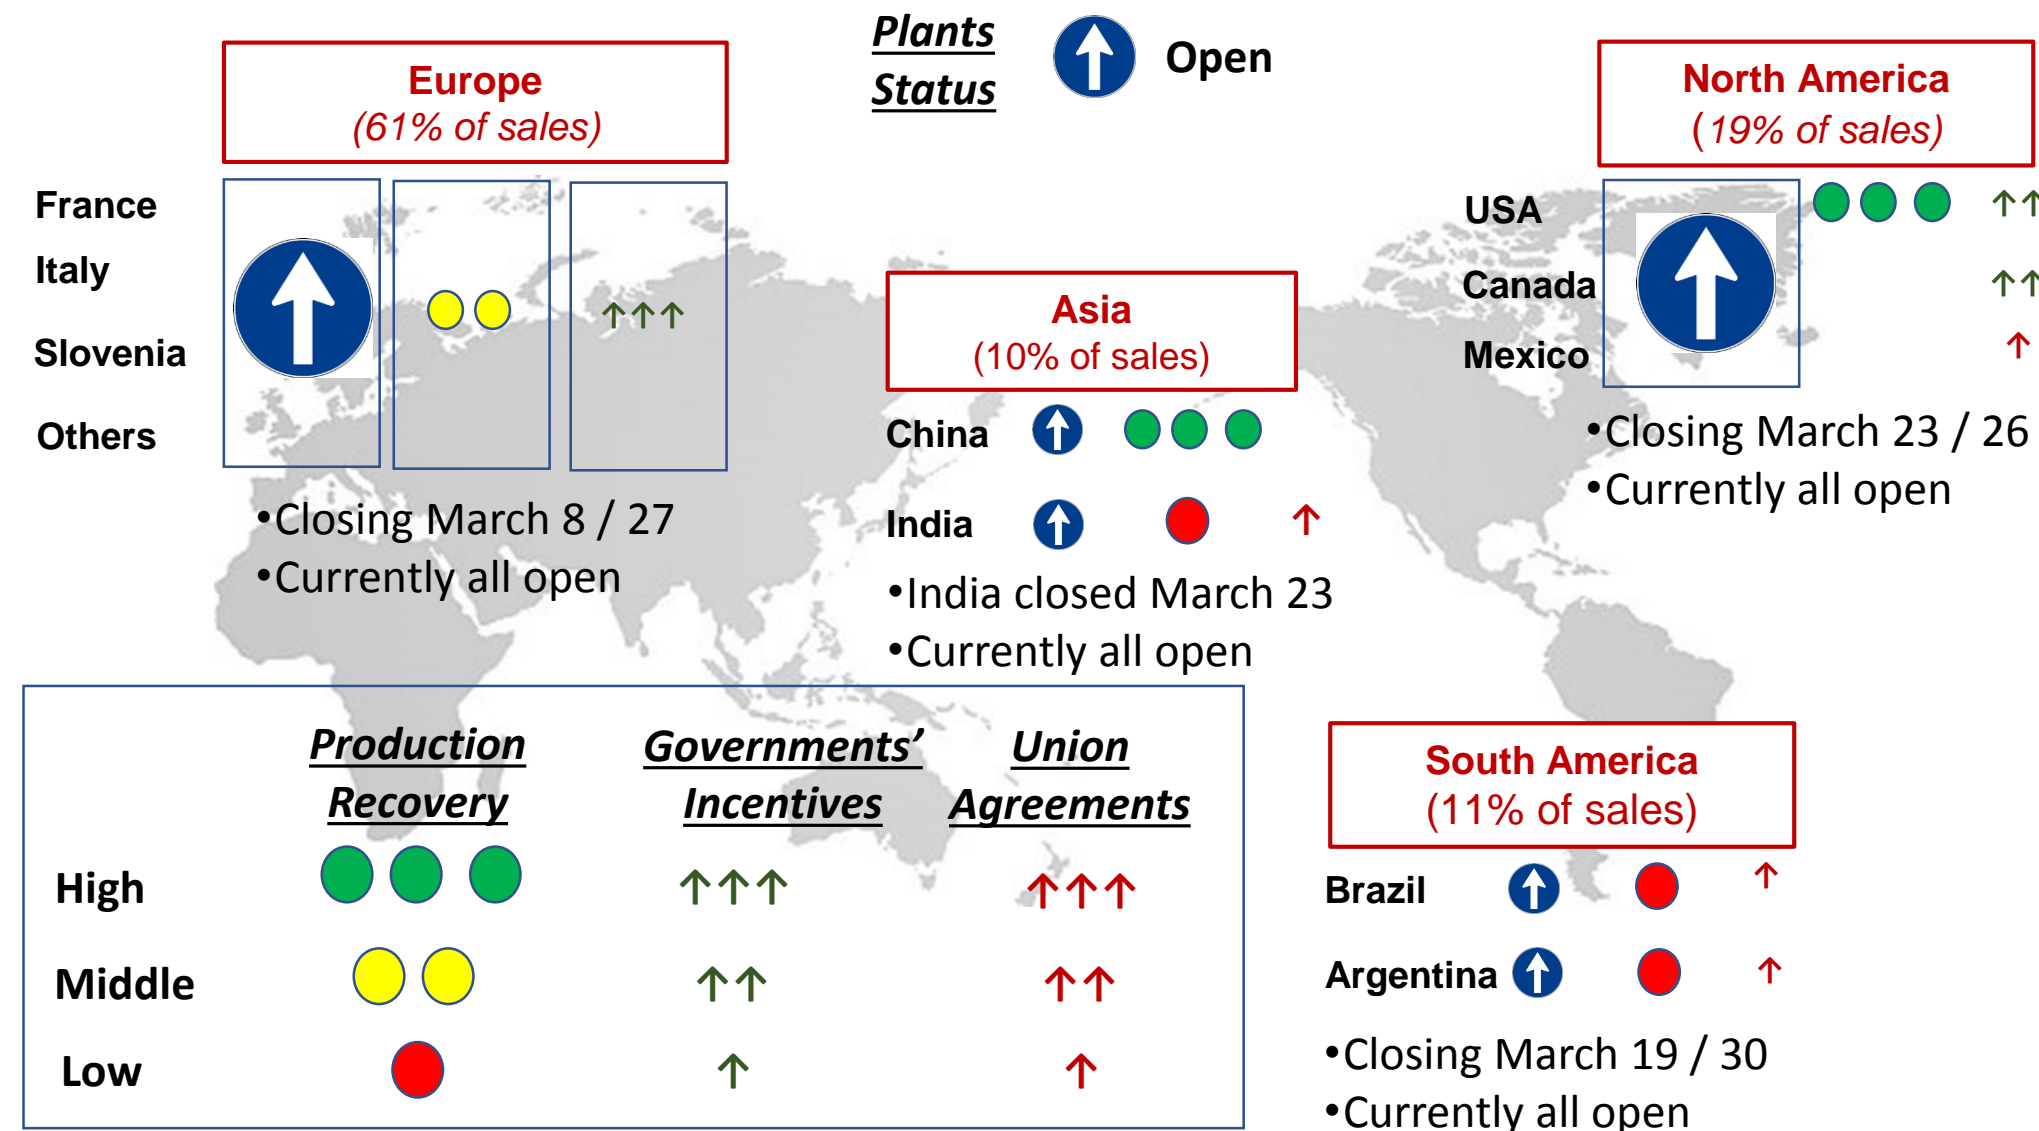 Plants
Status
Open
Europe
(61% of sales)
France
Italy
Slovenia
Others
•Closing March 8 / 27
•Currently all open
Asia
(10% of sales)
China
India
•India closed March 23
•Currently all open
North America
(19% of sales)
USA
↑↑
Canada
↑↑
Mexico
↑
•Closing March 23 / 26
•Currently all open
Production
Recovery
Governments’
Incentives
Union
Agreements
High
↑↑↑ ↑↑↑
Middle
↑↑ ↑↑
Low
↑ ↑
South America
(11% of sales)
Brazil
↑
Argentina
↑
•Closing March 19 / 30
•Currently all open